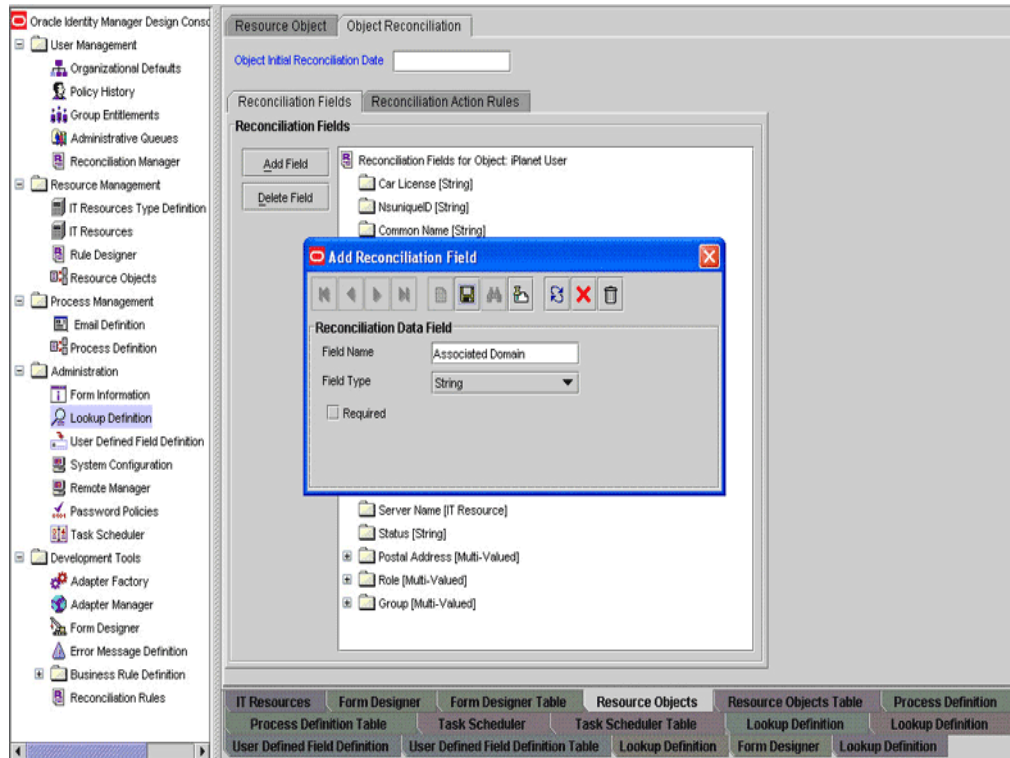 Oracle Identity Manager Design Consc
User Management
Organizational Defaults
Policy History
Group Entitlements
Administrative Queues
Reconciliation Manager
Resource Management
IT Resources Type Definition
IT Resources
Rule Designer
Resource Objects
Process Management
Email Definition
Process Definition
Administration
Form Information
Lookup Definition
User Defined Field Definition
System Configuration
Remote Manager
Password Policies
Task Scheduler
Development Tools
Adapter Factory
Adapter Manager
Form Designer
Error Message Definition
Business Rule Definition
Reconciliation Rules
Resource Object Object Reconciliation
Object Initial Reconciliation Date
Reconciliation Fields Reconciliation Action Rules
Reconciliation Fields
Add Field
Delete Field
Reconciliation Fields for Object: iPlanet User
Car License [String]
NsuniqueID [String]
Common Name [String]
Add Reconciliation Field
Reconciliation Data Field
Field Name Associated Domain
Field Type String
Required
Server Name [IT Resource]
Status [String]
Postal Address [Multi-Valued]
Role [Multi-Valued]
Group [Multi-Valued]
IT Resources Form Designer Form Designer Table Resource Objects Resource Objects Table Process Definition
Process Definition Table Task Scheduler Task Scheduler Table Lookup Definition Lookup Definition
User Defined Field Definition User Defined Field Definition Table Lookup Definition Form Designer Lookup Definition